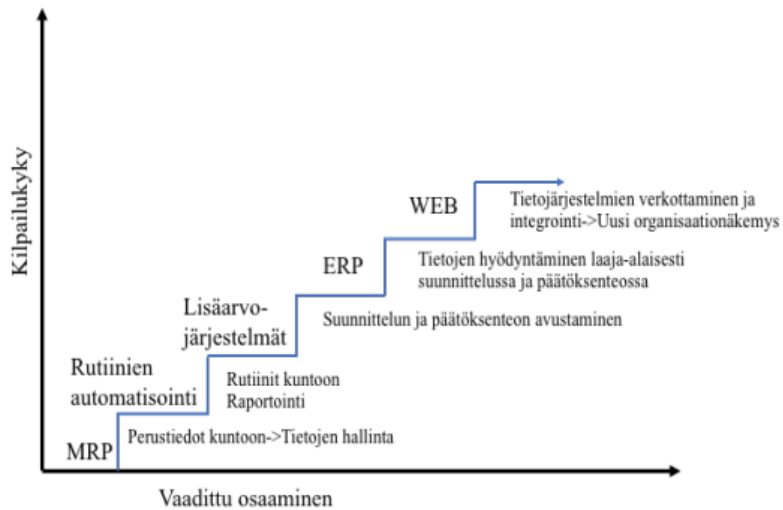 Kilpailukyky
WEB
Tietojärjestelmien verkottaminen ja
integrointi->Uusi organisaationäkemys
ERP
Tietojen hyödyntäminen laaja-alaisesti
suunnittelussa ja päätöksenteossa
Lisäarvo-
järjestelmät
Suunnittelun ja päätöksenteon avustaminen
Rutiinien
automatisointi
Rutiinit kuntoon
Raportointi
MRP
Perustiedot kuntoon->Tietojen hallinta
Vaadittu osaaminen